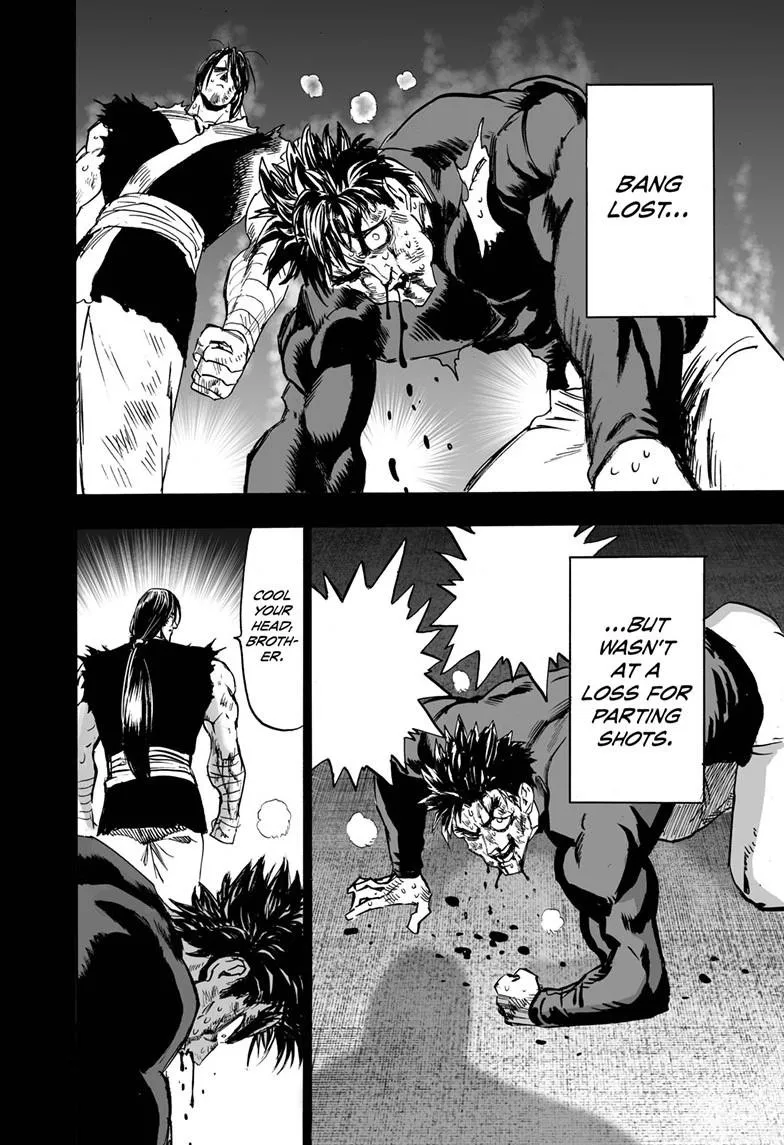 BANG
LOST...
...BUT
WASN'T
AT A
LOSS FOR
PARTING
SHOTS.
COOL
YOUR
HEAD,
BROTH-
ER.